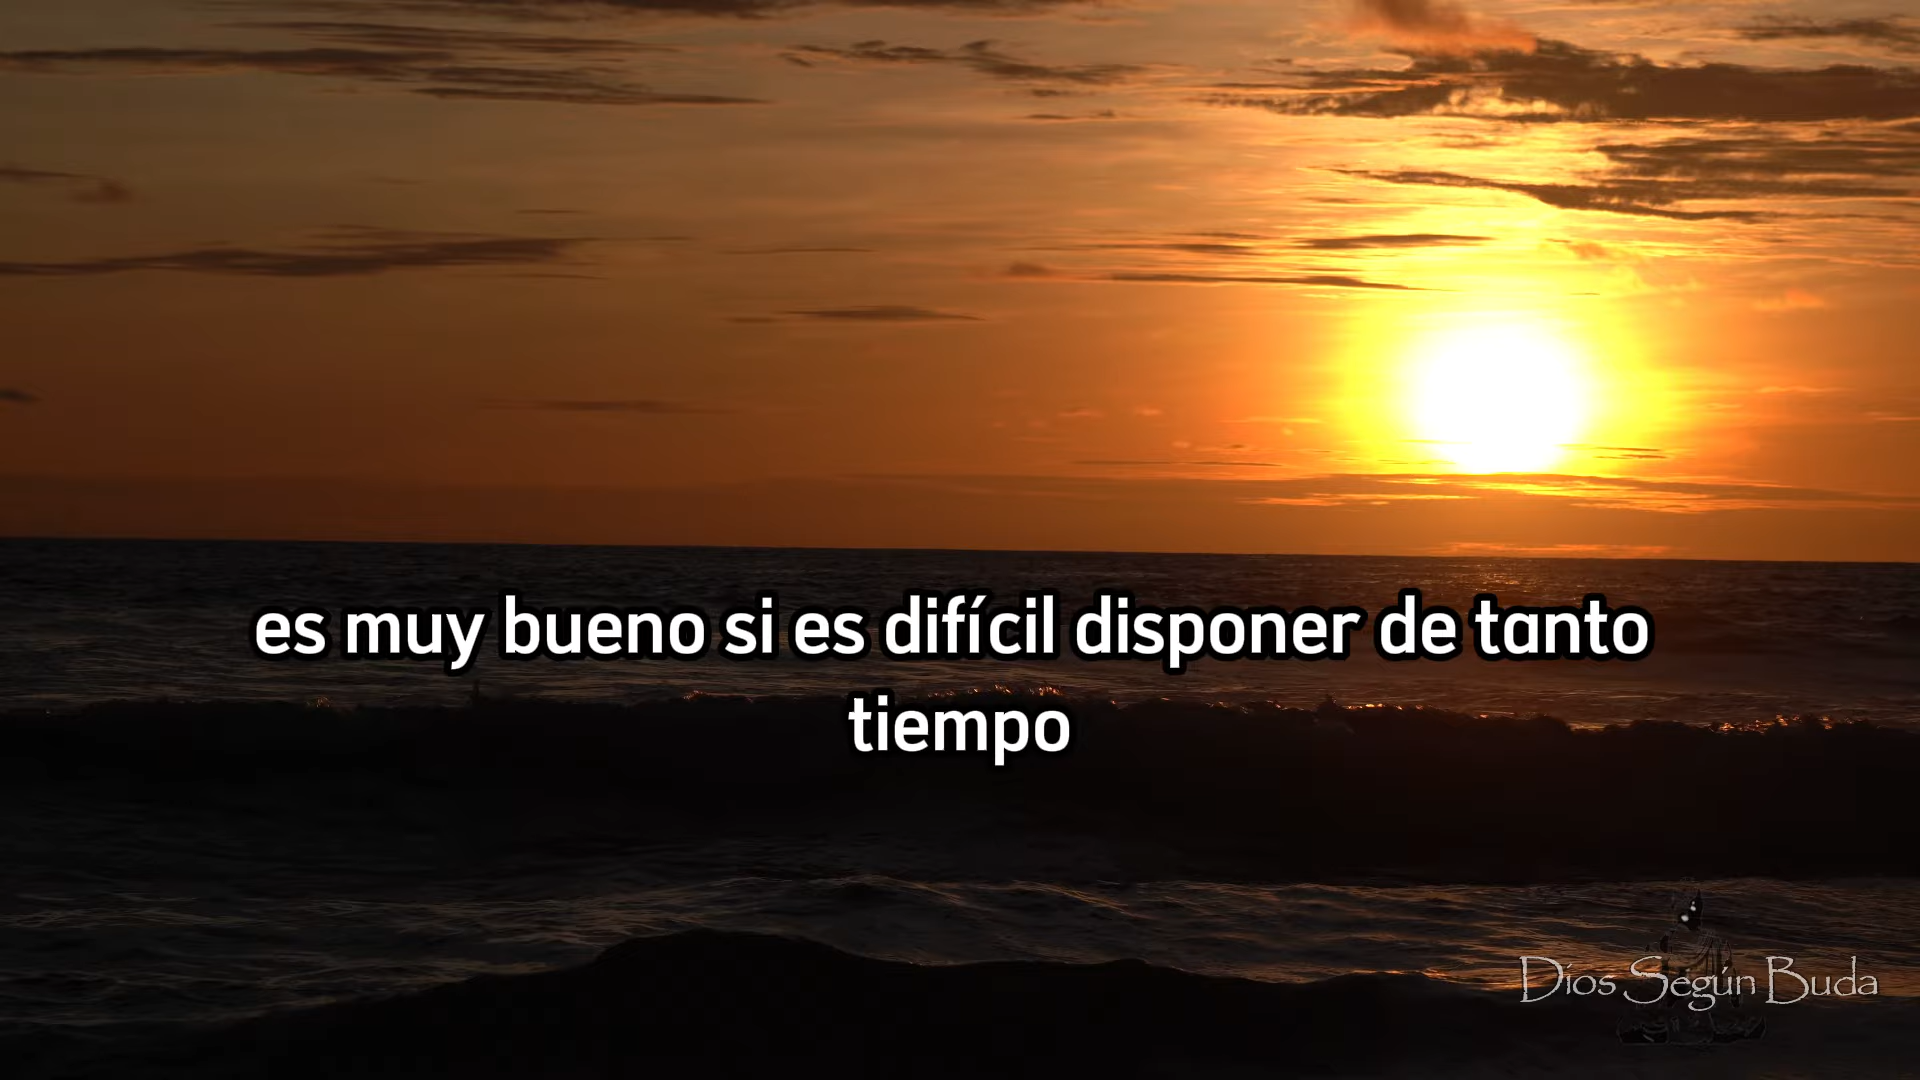 es muy bueno si es difícil disponer de tanto
tiempo
Dios Según Buda